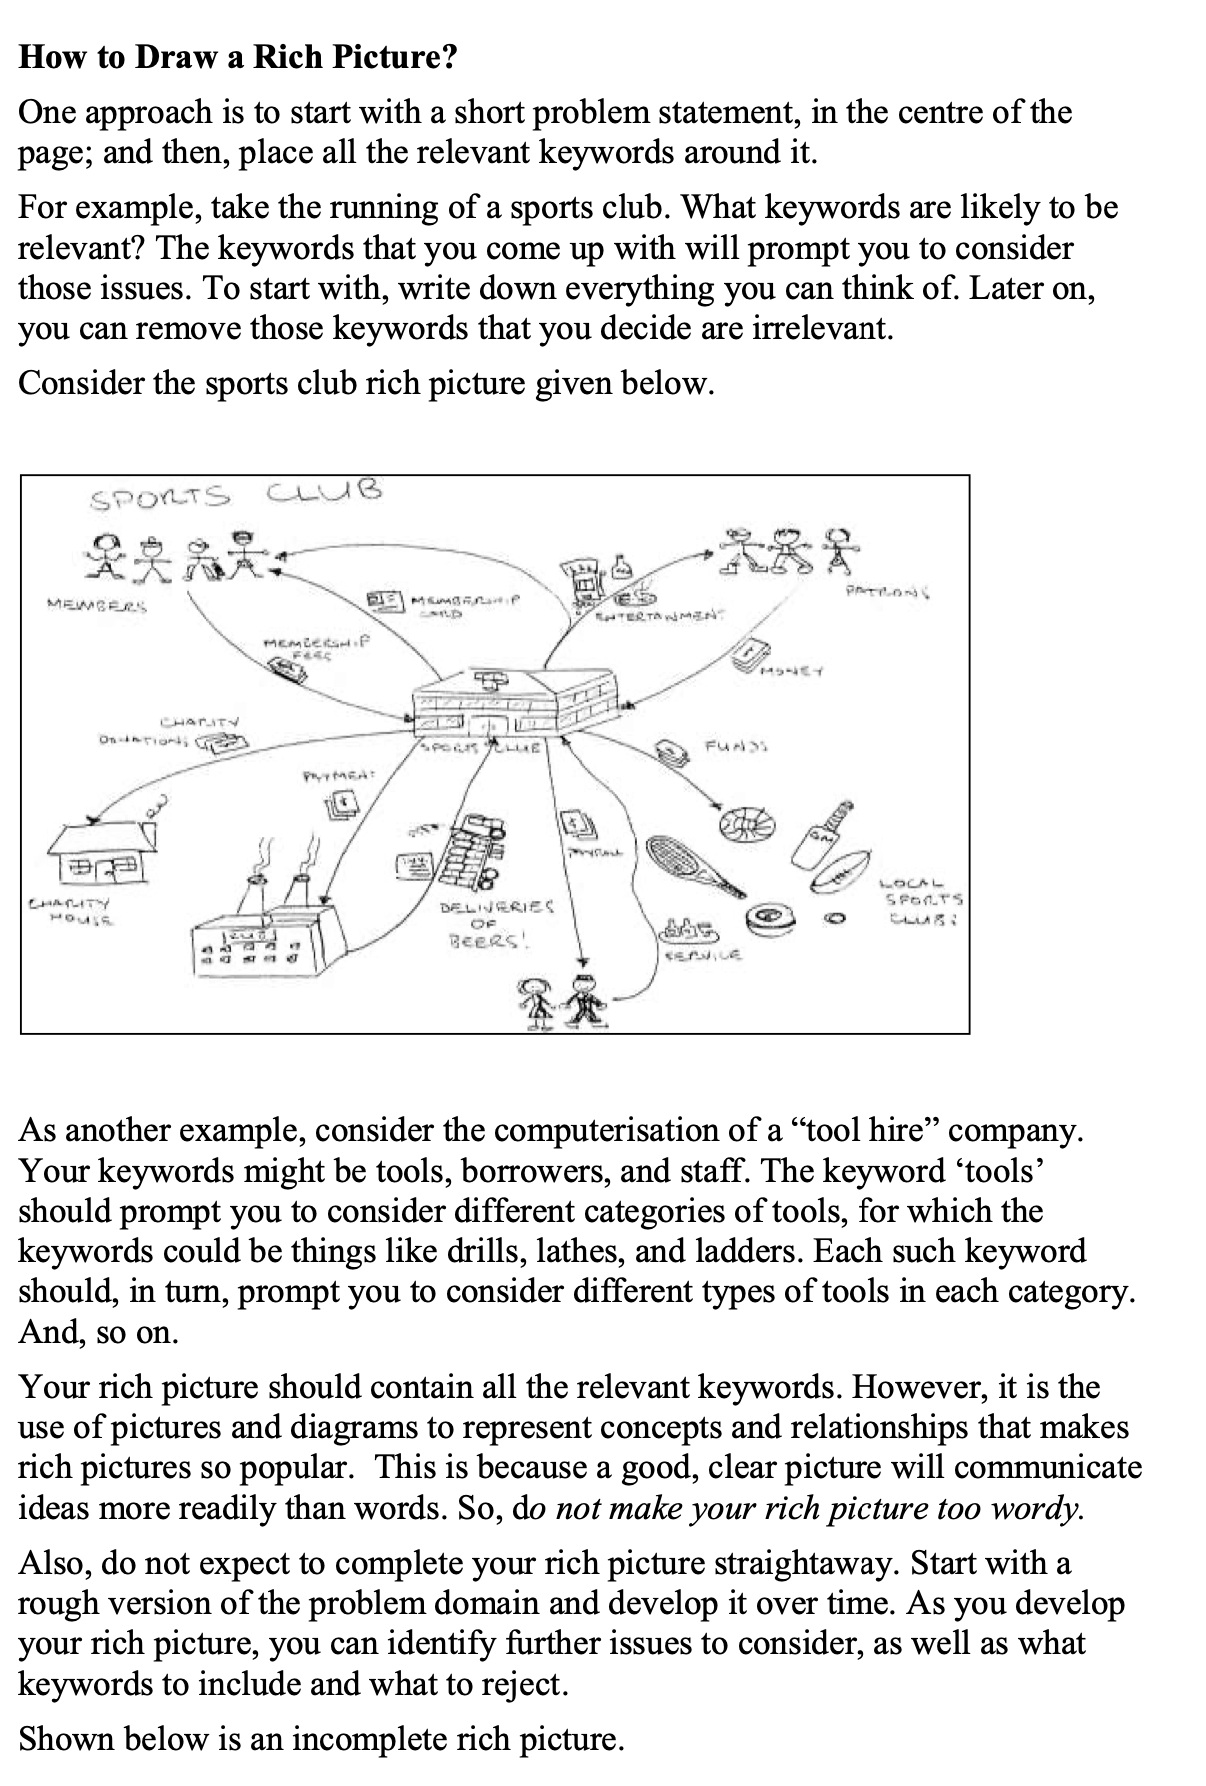 How to Draw a Rich Picture?
One approach is to start with a short problem statement, in the centre of the
page; and then, place all the relevant keywords around it.
For example, take the running of a sports club. What keywords are likely to be
relevant? The keywords that you come up with will prompt you to consider
those issues. To start with, write down everything you can think of. Later on,
you can remove those keywords that you decide are irrelevant.
Consider the sports club rich picture given below.
SPORTS CLUB
MEMBERS
PATRONS
MEMBERSHIP
CARD
ENTERTAINMENT
MEMBERSHIP
FEES
MONEY
CHARITY
DONATIONS
SPORTS CLUB
FUNDS
PAYMENT
GM
PAYROLL
CHARITY
HOUSE
DELIVERIES
OF
BEERS!
LOCAL
SPORTS
CLUBS
SERVICE
As another example, consider the computerisation of a “tool hire” company.
Your keywords might be tools, borrowers, and staff. The keyword ‘tools’
should prompt you to consider different categories of tools, for which the
keywords could be things like drills, lathes, and ladders. Each such keyword
should, in turn, prompt you to consider different types of tools in each category.
And, so on.
Your rich picture should contain all the relevant keywords. However, it is the
use of pictures and diagrams to represent concepts and relationships that makes
rich pictures so popular.  This is because a good, clear picture will communicate
ideas more readily than words. So, do not make your rich picture too wordy.
Also, do not expect to complete your rich picture straightaway. Start with a
rough version of the problem domain and develop it over time. As you develop
your rich picture, you can identify further issues to consider, as well as what
keywords to include and what to reject.
Shown below is an incomplete rich picture.